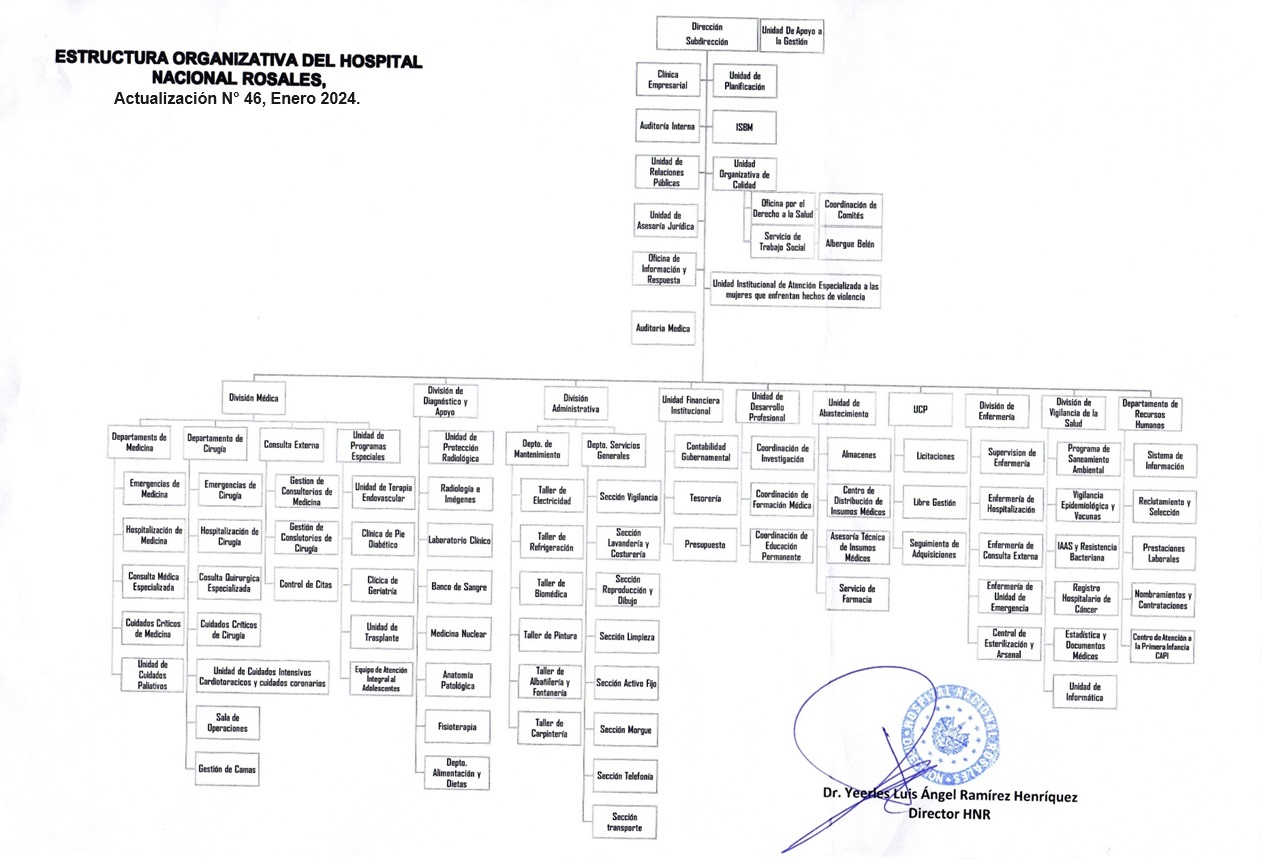 ESTRUCTURA ORGANIZATIVA DEL HOSPITAL
NACIONAL ROSALES,
Actualización N° 46, Enero 2024.
Dirección
Subdirección
Unidad De Apoyo a
la Gestión
Clínica
Empresarial
Unidad de
Planificación
Auditoría Interna
ISBM
Unidad de
Relaciones
Públicas
Unidad
Organizativa de
Calidad
Oficina por el
Derecho a la Salud
Coordinación de
Comités
Unidad de
Asesoría Jurídica
Servicio de
Trabajo Social
Albergue Belén
Oficina de
Información y
Respuesta
Unidad Institucional de Atención Especializada a las
mujeres que enfrentan hechos de violencia
Auditoria Medica
División Médica
Departamento de
Medicina
Emergencias de
Medicina
Hospitalización de
Medicina
Consulta Médica
Especializada
Cuidados Críticos
de Medicina
Unidad de
Cuidados
Paliativos
Departamento de
Cirugía
Emergencias de
Cirugía
Hospitalización de
Cirugía
Cosulta Quirurgica
Especializada
Cuidados Críticos
de Cirugía
Unidad de Cuidados Intensivos
Cardiotoracicos y cuidados coronarios
Sala de
Operaciones
Gestión de Camas
Consulta Externa
Gestion de
Consultorios de
Medicina
Gestión de
Conslutorios de
Cirugía
Control de Citas
Unidad de
Programas
Especiales
Unidad de Terapia
Endovascular
Clínica de Pie
Diabético
Clícica de
Geriatría
Unidad de
Trasplante
Equipo de Atención
Integral al
Adolescentes
División de
Diagnóstico y
Apoyo
Unidad de
Protección
Radiológica
Radiología e
Imégenes
Laboratorio Clínico
Banco de Sangre
Medicina Nuclear
Anatomía
Patológica
Fisioterapia
Depto.
Alimentación y
Dietas
División
Administrativa
Depto. de
Mantenimiento
Taller de
Electricidad
Taller de
Refrigeración
Taller de
Biomédica
Taller de Pintura
Taller de
Albañilería y
Fontanería
Taller de
Carpintería
Depto. Servicios
Generales
Sección Vigilancia
Sección
Lavandería y
Costurería
Sección
Reproducción y
Dibujo
Sección Limpieza
Sección Activo Fijo
Sección Morgue
Sección Telefonía
Sección
transporte
Unidad Financiera
Institucional
Contabilidad
Gubernamental
Tesorería
Presupuesto
Unidad de
Desarrollo
Profesional
Coordinación de
Investigación
Coordinación de
Formación Médica
Coordinación de
Educación
Permanente
Unidad de
Abastecimiento
Almacenes
Centro de
Distribución de
Insumos Médicos
Asesoría Técnica
de Insumos
Médicos
Servicio de
Farmacia
UCP
Licitaciones
Libre Gestión
Seguimiento de
Adquisiciones
División de
Enfermería
Supervision de
Enfermería
Enfermería de
Hospitalización
Enfermería de
Consulta Externa
Enfermería de
Unidad de
Emergencia
Central de
Esterilización y
Arsenal
División de
Vigilancia de la
Salud
Programa de
Saneamiento
Ambiental
Vigilancia
Epidemiológica y
Vacunas
IAAS y Resistencia
Bacteriana
Registro
Hospitalario de
Cáncer
Estadística y
Documentos
Médicos
Unidad de
Informática
Departamento de
Recursos
Humanos
Sistema de
Información
Reclutamiento y
Selección
Prestaciones
Laborales
Nombramientos y
Contrataciones
Centro de Atención a
la Primera Infancia
CAPI
HOSPITAL NACIONAL ROSALES
Dr. Yeerles Luis Ángel Ramírez Henríquez
Director HNR